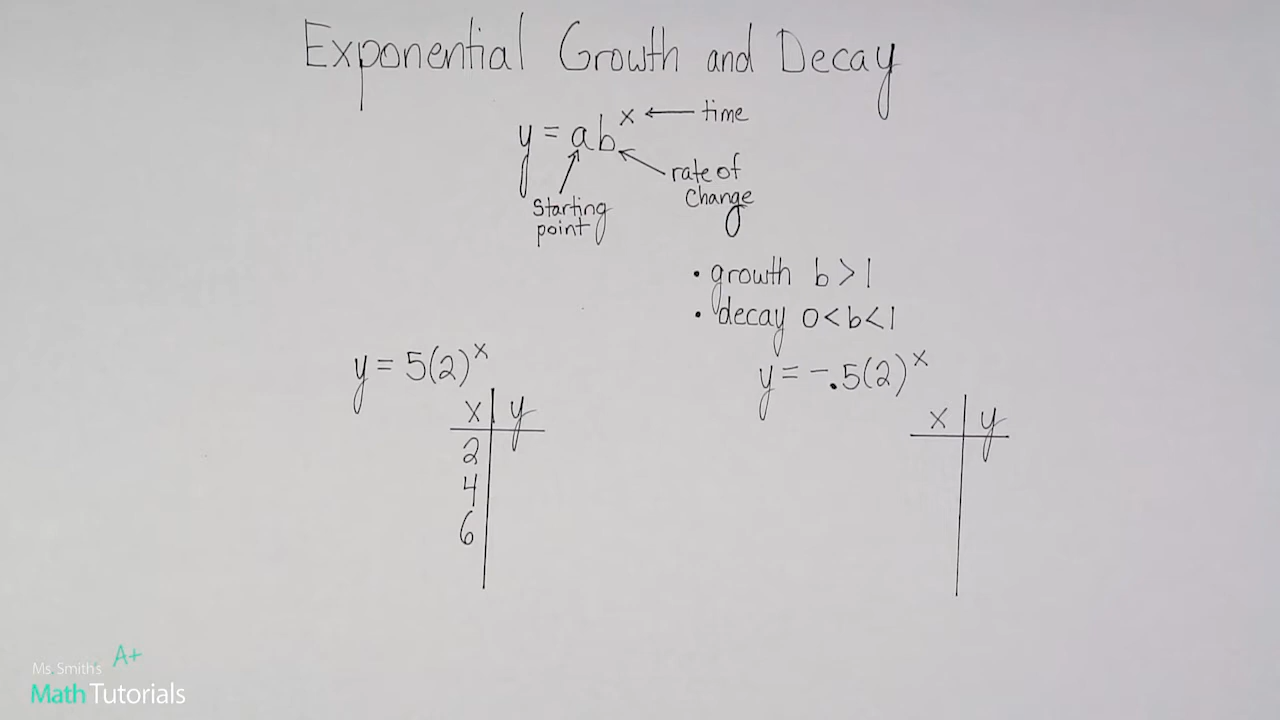 Exponential Growth and Decay
y = ab^x ← time
rate of
change
starting
point
• growth b > 1
• decay 0 < b < 1
y = 5(2)^x
x y
2
4
6
y = -.5(2)^x
x y
Ms Smith's A+
Math Tutorials